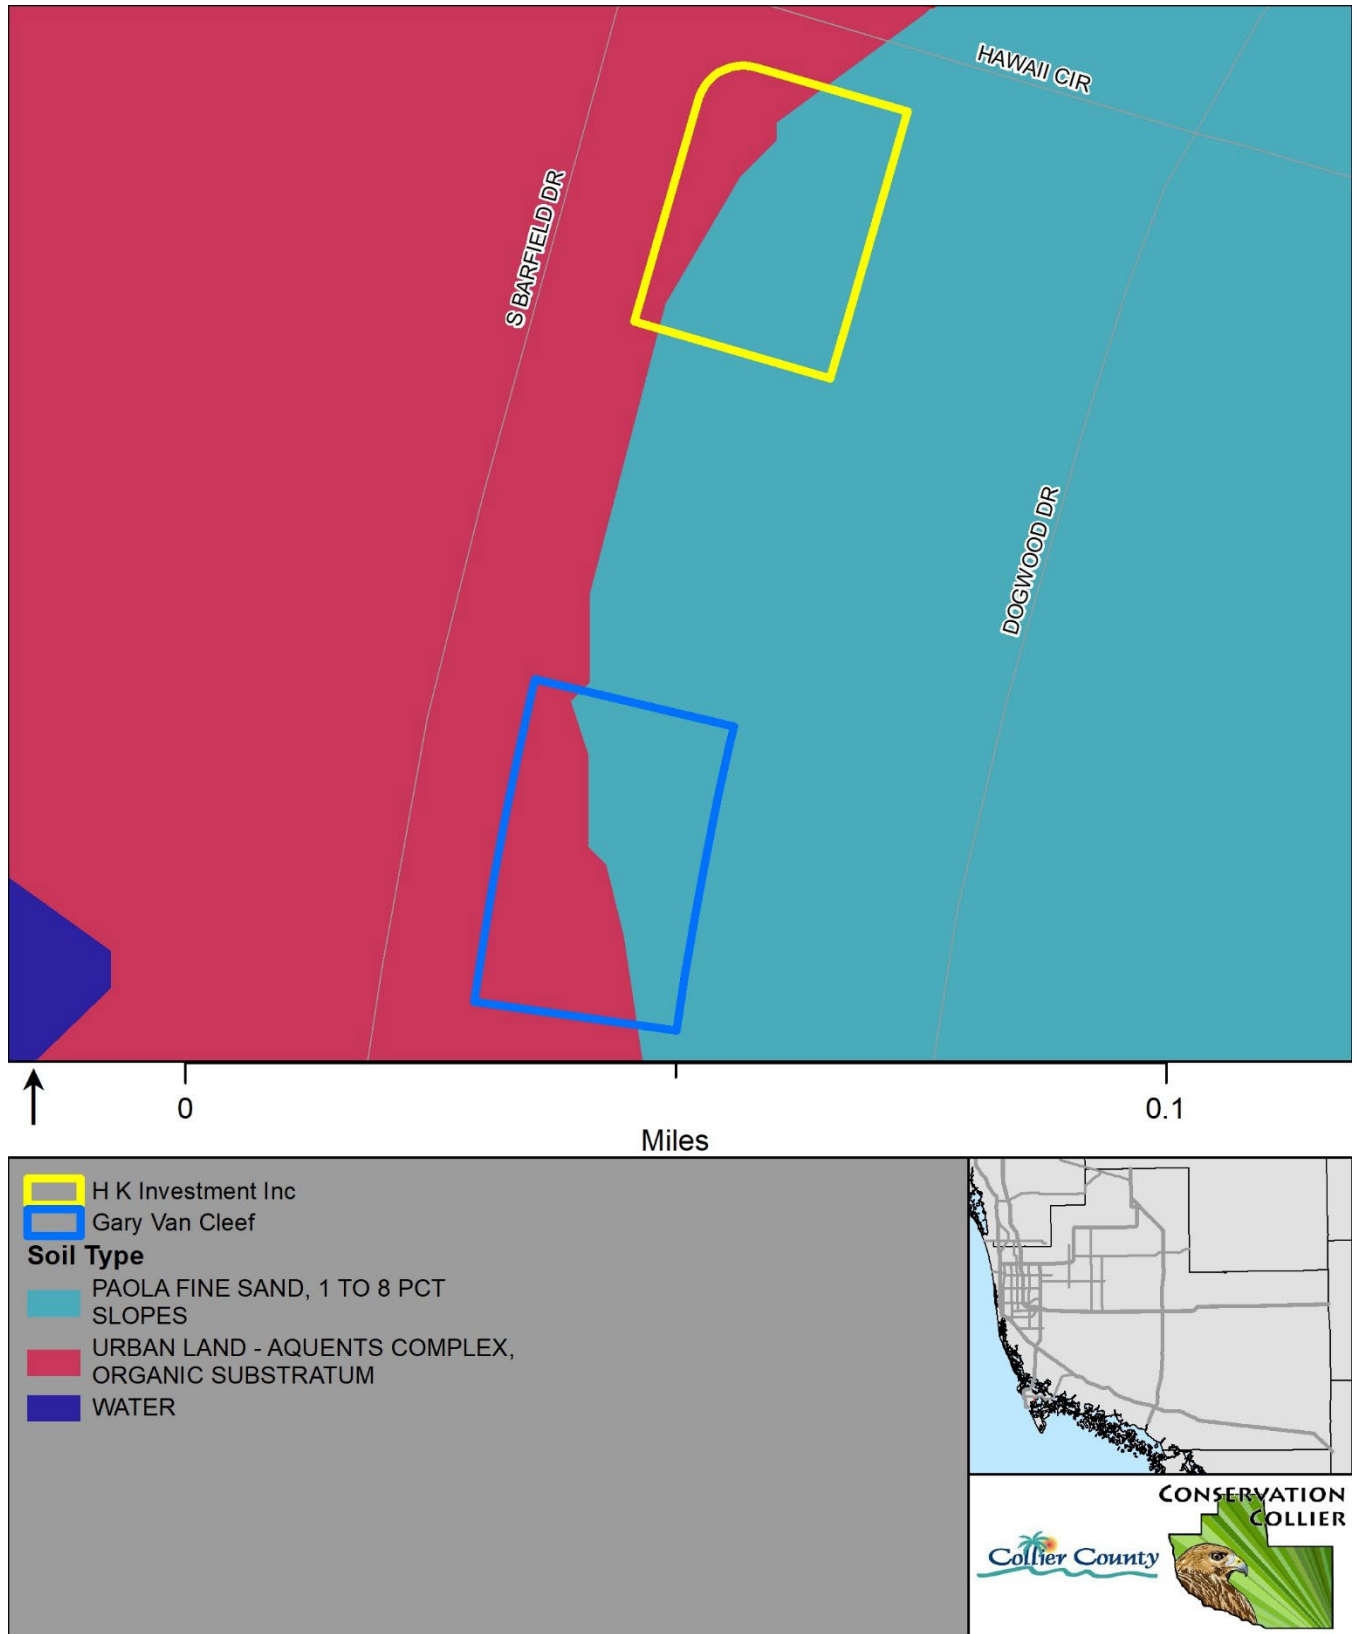 HAWAII CIR
S BARFIELD DR
DOGWOOD DR
0
0.1
Miles
H K Investment Inc
Gary Van Cleef
Soil Type
PAOLA FINE SAND, 1 TO 8 PCT
SLOPES
URBAN LAND - AQUENTS COMPLEX,
ORGANIC SUBSTRATUM
WATER
CONSERVATION
COLLIER
Collier County